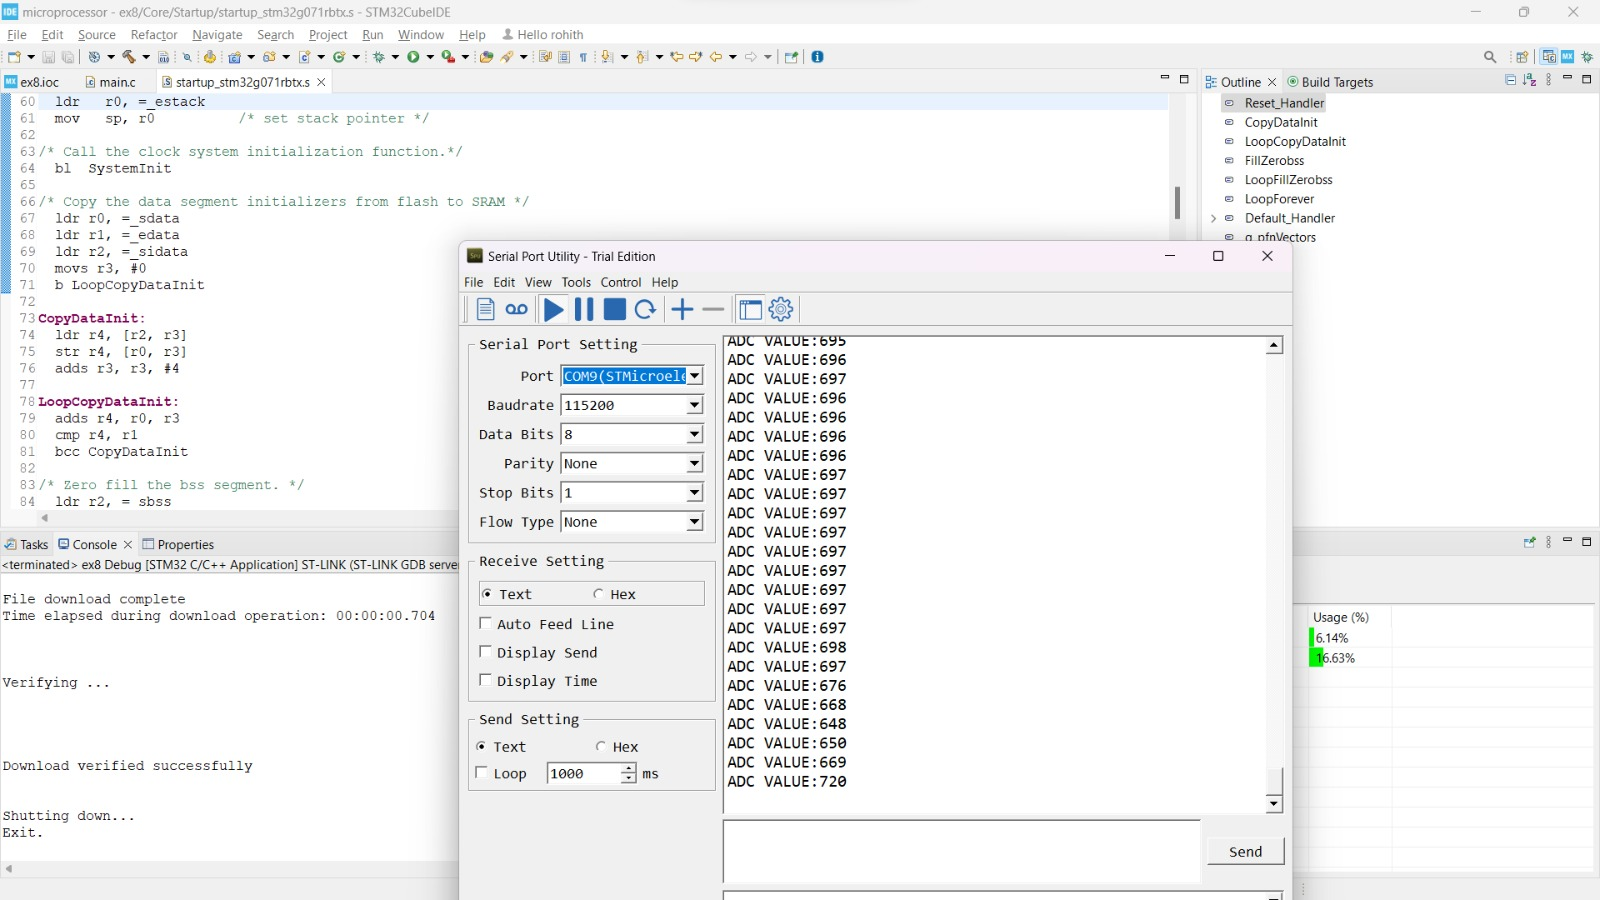 IDE microprocessor - ex8/Core/Startup/startup_stm32g071rbtx.s - STM32CubeIDE
File Edit Source Refactor Navigate Search Project Run Window Help Hello rohith
MX ex8.ioc main.c startup_stm32g071rbtx.s
60 ldr r0, =_estack
61 mov sp, r0 /* set stack pointer */
62
63 /* Call the clock system initialization function.*/
64 bl SystemInit
65
66 /* Copy the data segment initializers from flash to SRAM */
67 ldr r0, =_sdata
68 ldr r1, =_edata
69 ldr r2, =_sidata
70 movs r3, #0
71 b LoopCopyDataInit
72
73 CopyDataInit:
74 ldr r4, [r2, r3]
75 str r4, [r0, r3]
76 adds r3, r3, #4
77
78 LoopCopyDataInit:
79 adds r4, r0, r3
80 cmp r4, r1
81 bcc CopyDataInit
82
83 /* Zero fill the bss segment. */
84 ldr r2, = sbss
Outline Build Targets
Reset_Handler
CopyDataInit
LoopCopyDataInit
FillZerobss
LoopFillZerobss
LoopForever
Default_Handler
g_pfnVectors
Tasks Console Properties
<terminated> ex8 Debug [STM32 C/C++ Application] ST-LINK (ST-LINK GDB server
File download complete
Time elapsed during download operation: 00:00:00.704
Verifying ...
Download verified successfully
Shutting down...
Exit.
Usage (%)
6.14%
16.63%
Serial Port Utility - Trial Edition
File Edit View Tools Control Help
Serial Port Setting
Port COM9(STMicroele
Baudrate 115200
Data Bits 8
Parity None
Stop Bits 1
Flow Type None
Receive Setting
Text Hex
Auto Feed Line
Display Send
Display Time
Send Setting
Text Hex
Loop 1000 ms
ADC VALUE:695
ADC VALUE:696
ADC VALUE:697
ADC VALUE:696
ADC VALUE:696
ADC VALUE:696
ADC VALUE:696
ADC VALUE:697
ADC VALUE:697
ADC VALUE:697
ADC VALUE:697
ADC VALUE:697
ADC VALUE:697
ADC VALUE:697
ADC VALUE:697
ADC VALUE:697
ADC VALUE:698
ADC VALUE:697
ADC VALUE:676
ADC VALUE:668
ADC VALUE:648
ADC VALUE:650
ADC VALUE:669
ADC VALUE:720
Send